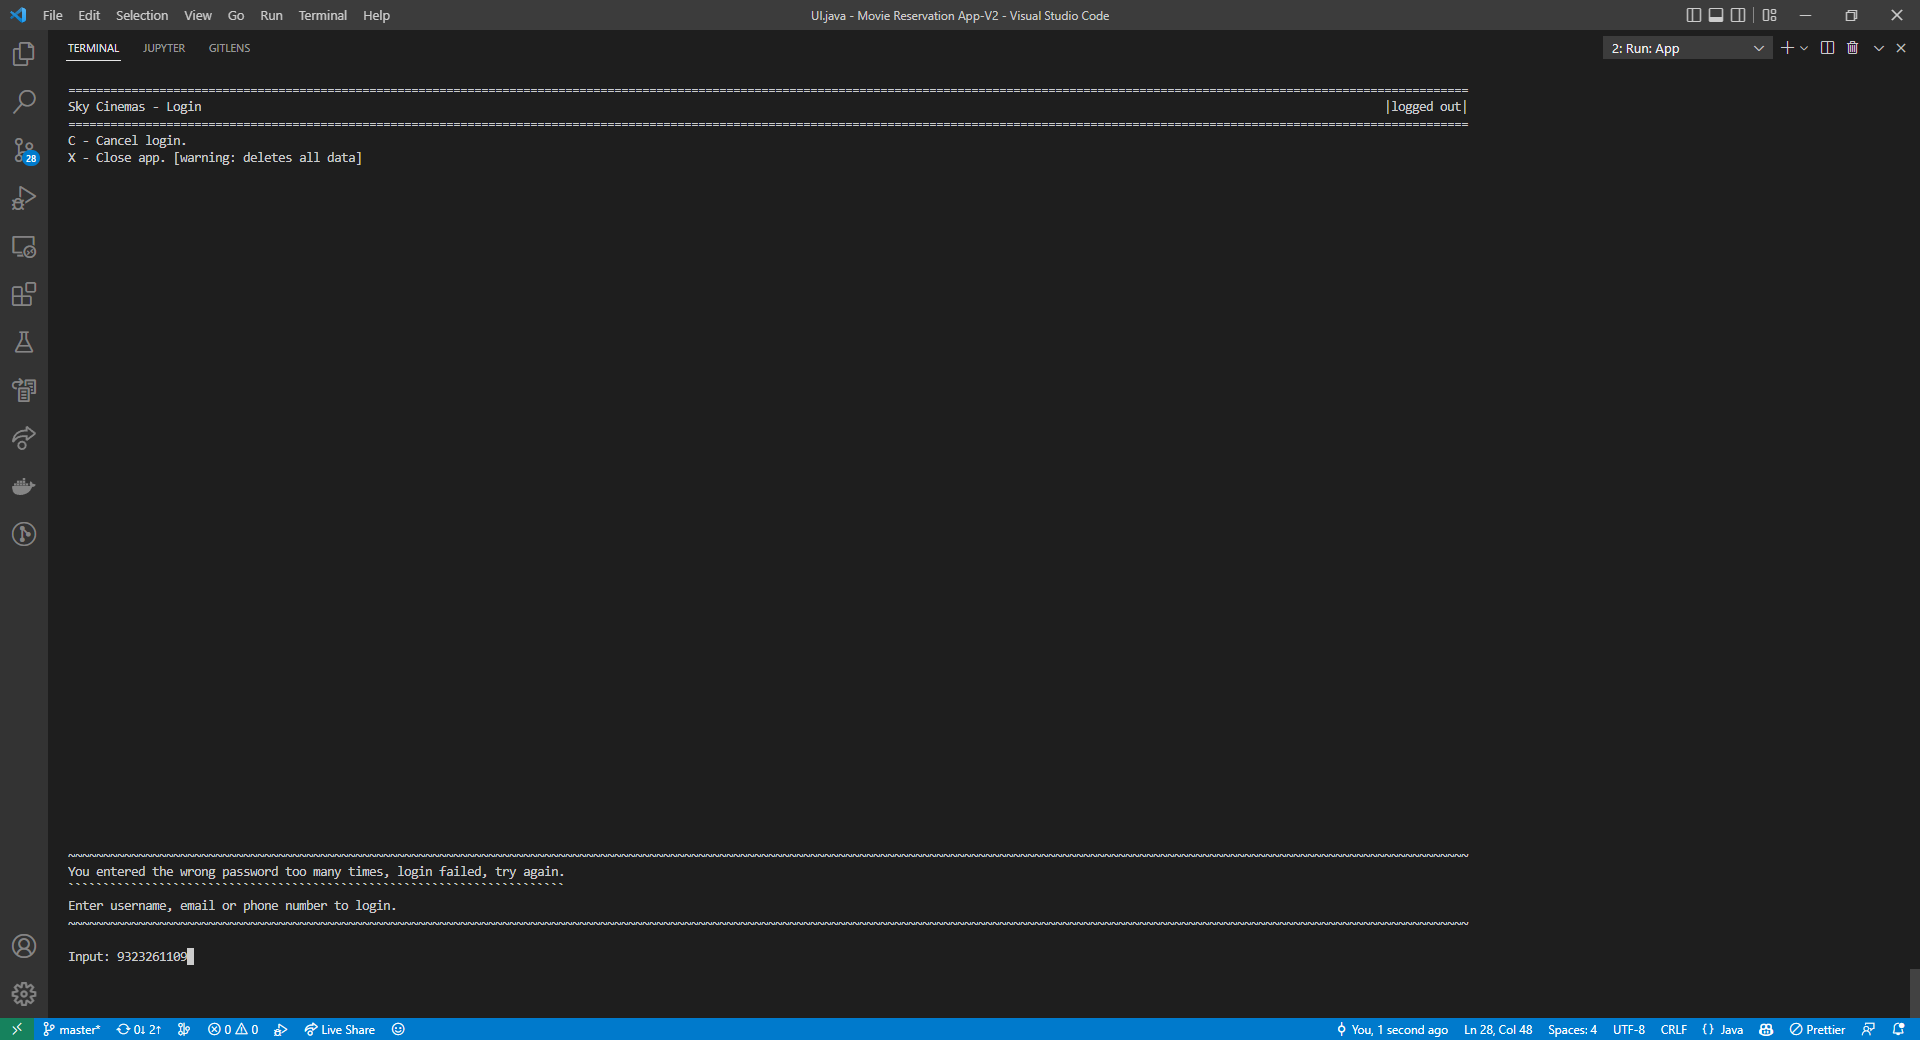 File Edit Selection View Go Run Terminal Help
UI.java - Movie Reservation App-V2 - Visual Studio Code
TERMINAL JUPYTER GITLENS
2: Run: App
Sky Cinemas - Login |logged out|
C - Cancel login.
X - Close app. [warning: deletes all data]
28
You entered the wrong password too many times, login failed, try again.
Enter username, email or phone number to login.
Input: 9323261109
master* 0↓ 2↑ 0 0 Live Share
You, 1 second ago Ln 28, Col 48 Spaces: 4 UTF-8 CRLF {} Java Prettier